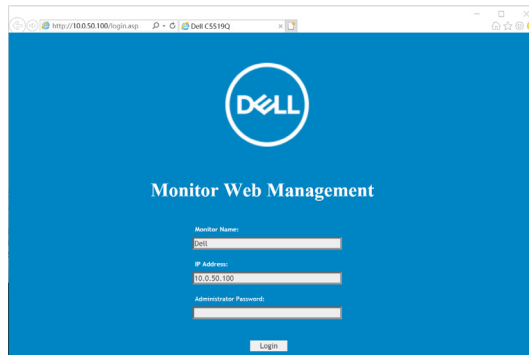 http://10.0.50.100/login.asp
Dell C5519Q
DELL
Monitor Web Management
Monitor Name:
Dell
IP Address:
10.0.50.100
Administrator Password:
Login